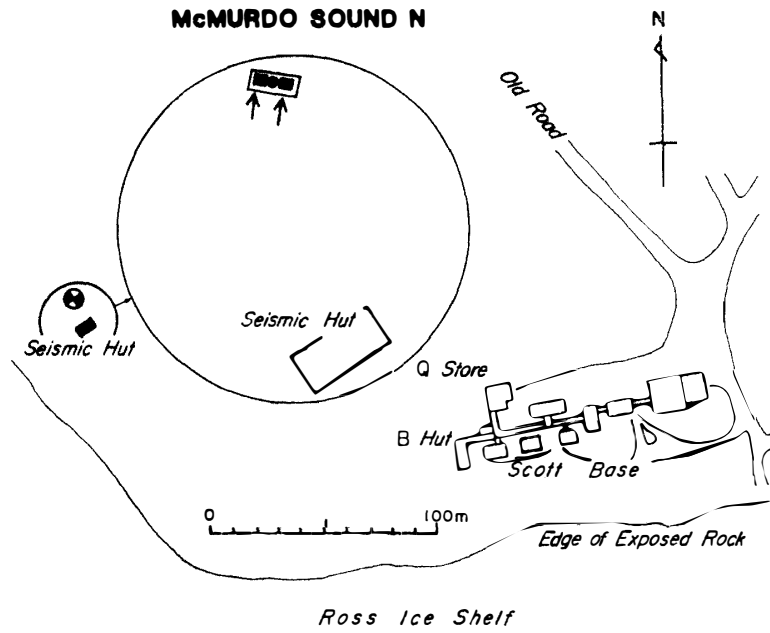 McMURDO SOUND N
N
Old Road
Seismic Hut
Seismic Hut
Q Store
B Hut
Scott Base
0 100m
Edge of Exposed Rock
Ross Ice Shelf